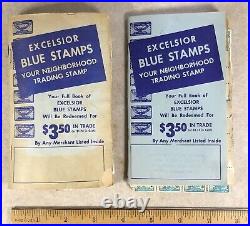 EXCELSIOR
BLUE STAMPS
YOUR NEIGHBORHOOD
TRADING STAMP
Your Full Book of
EXCELSIOR
BLUE STAMPS
Will Be Redeemed For
$3.50 IN TRADE
By Any Merchant Listed Inside
EXCELSIOR
BLUE STAMPS
YOUR NEIGHBORHOOD
TRADING STAMP
Your Full Book of
EXCELSIOR
BLUE STAMPS
Will Be Redeemed For
$3.50 IN TRADE
By Any Merchant Listed Inside